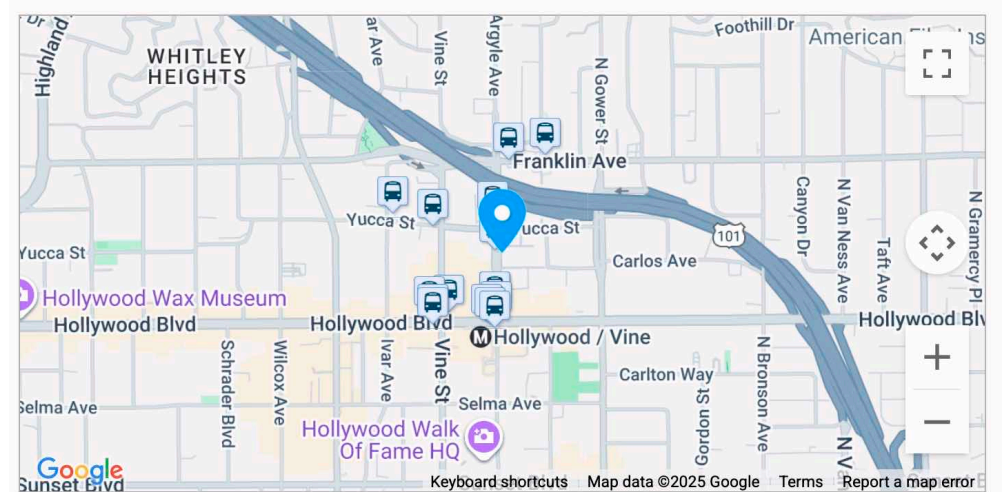 Dr
Highland
WHITLEY
HEIGHTS
ar Ave
Vine St
Argyle Ave
N Gower St
Foothill Dr
American
Franklin Ave
Yucca St
ucca St
101
Canyon Dr
N Van Ness Ave
Taft Ave
N Gramercy Pl
Yucca St
Carlos Ave
Hollywood Wax Museum
Hollywood Blvd
Hollywood Blvd
Hollywood Blv
M Hollywood / Vine
Schrader Blvd
Wilcox Ave
Ivar Ave
Vine St
Carlton Way
Gordon St
N Bronson Ave
Selma Ave
Selma Ave
Hollywood Walk
Of Fame HQ
N Va
Google
Sunset Blvd
Keyboard shortcuts
Map data ©2025 Google
Terms
Report a map error